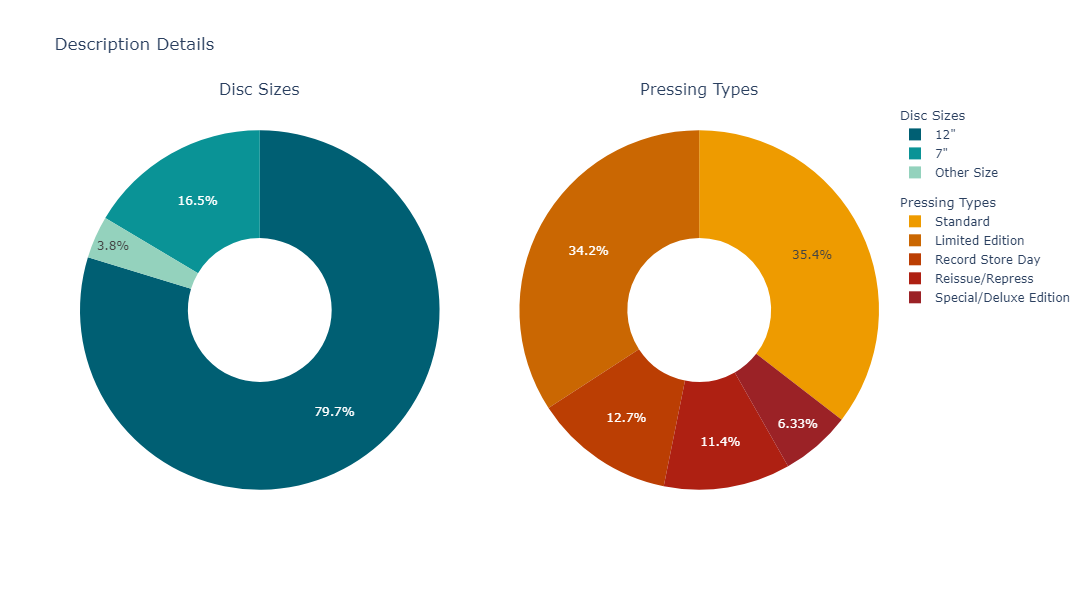 Description Details
Disc Sizes
Pressing Types
16.5%
3.8%
79.7%
34.2%
35.4%
12.7%
11.4%
6.33%
Disc Sizes
12"
7"
Other Size
Pressing Types
Standard
Limited Edition
Record Store Day
Reissue/Repress
Special/Deluxe Edition